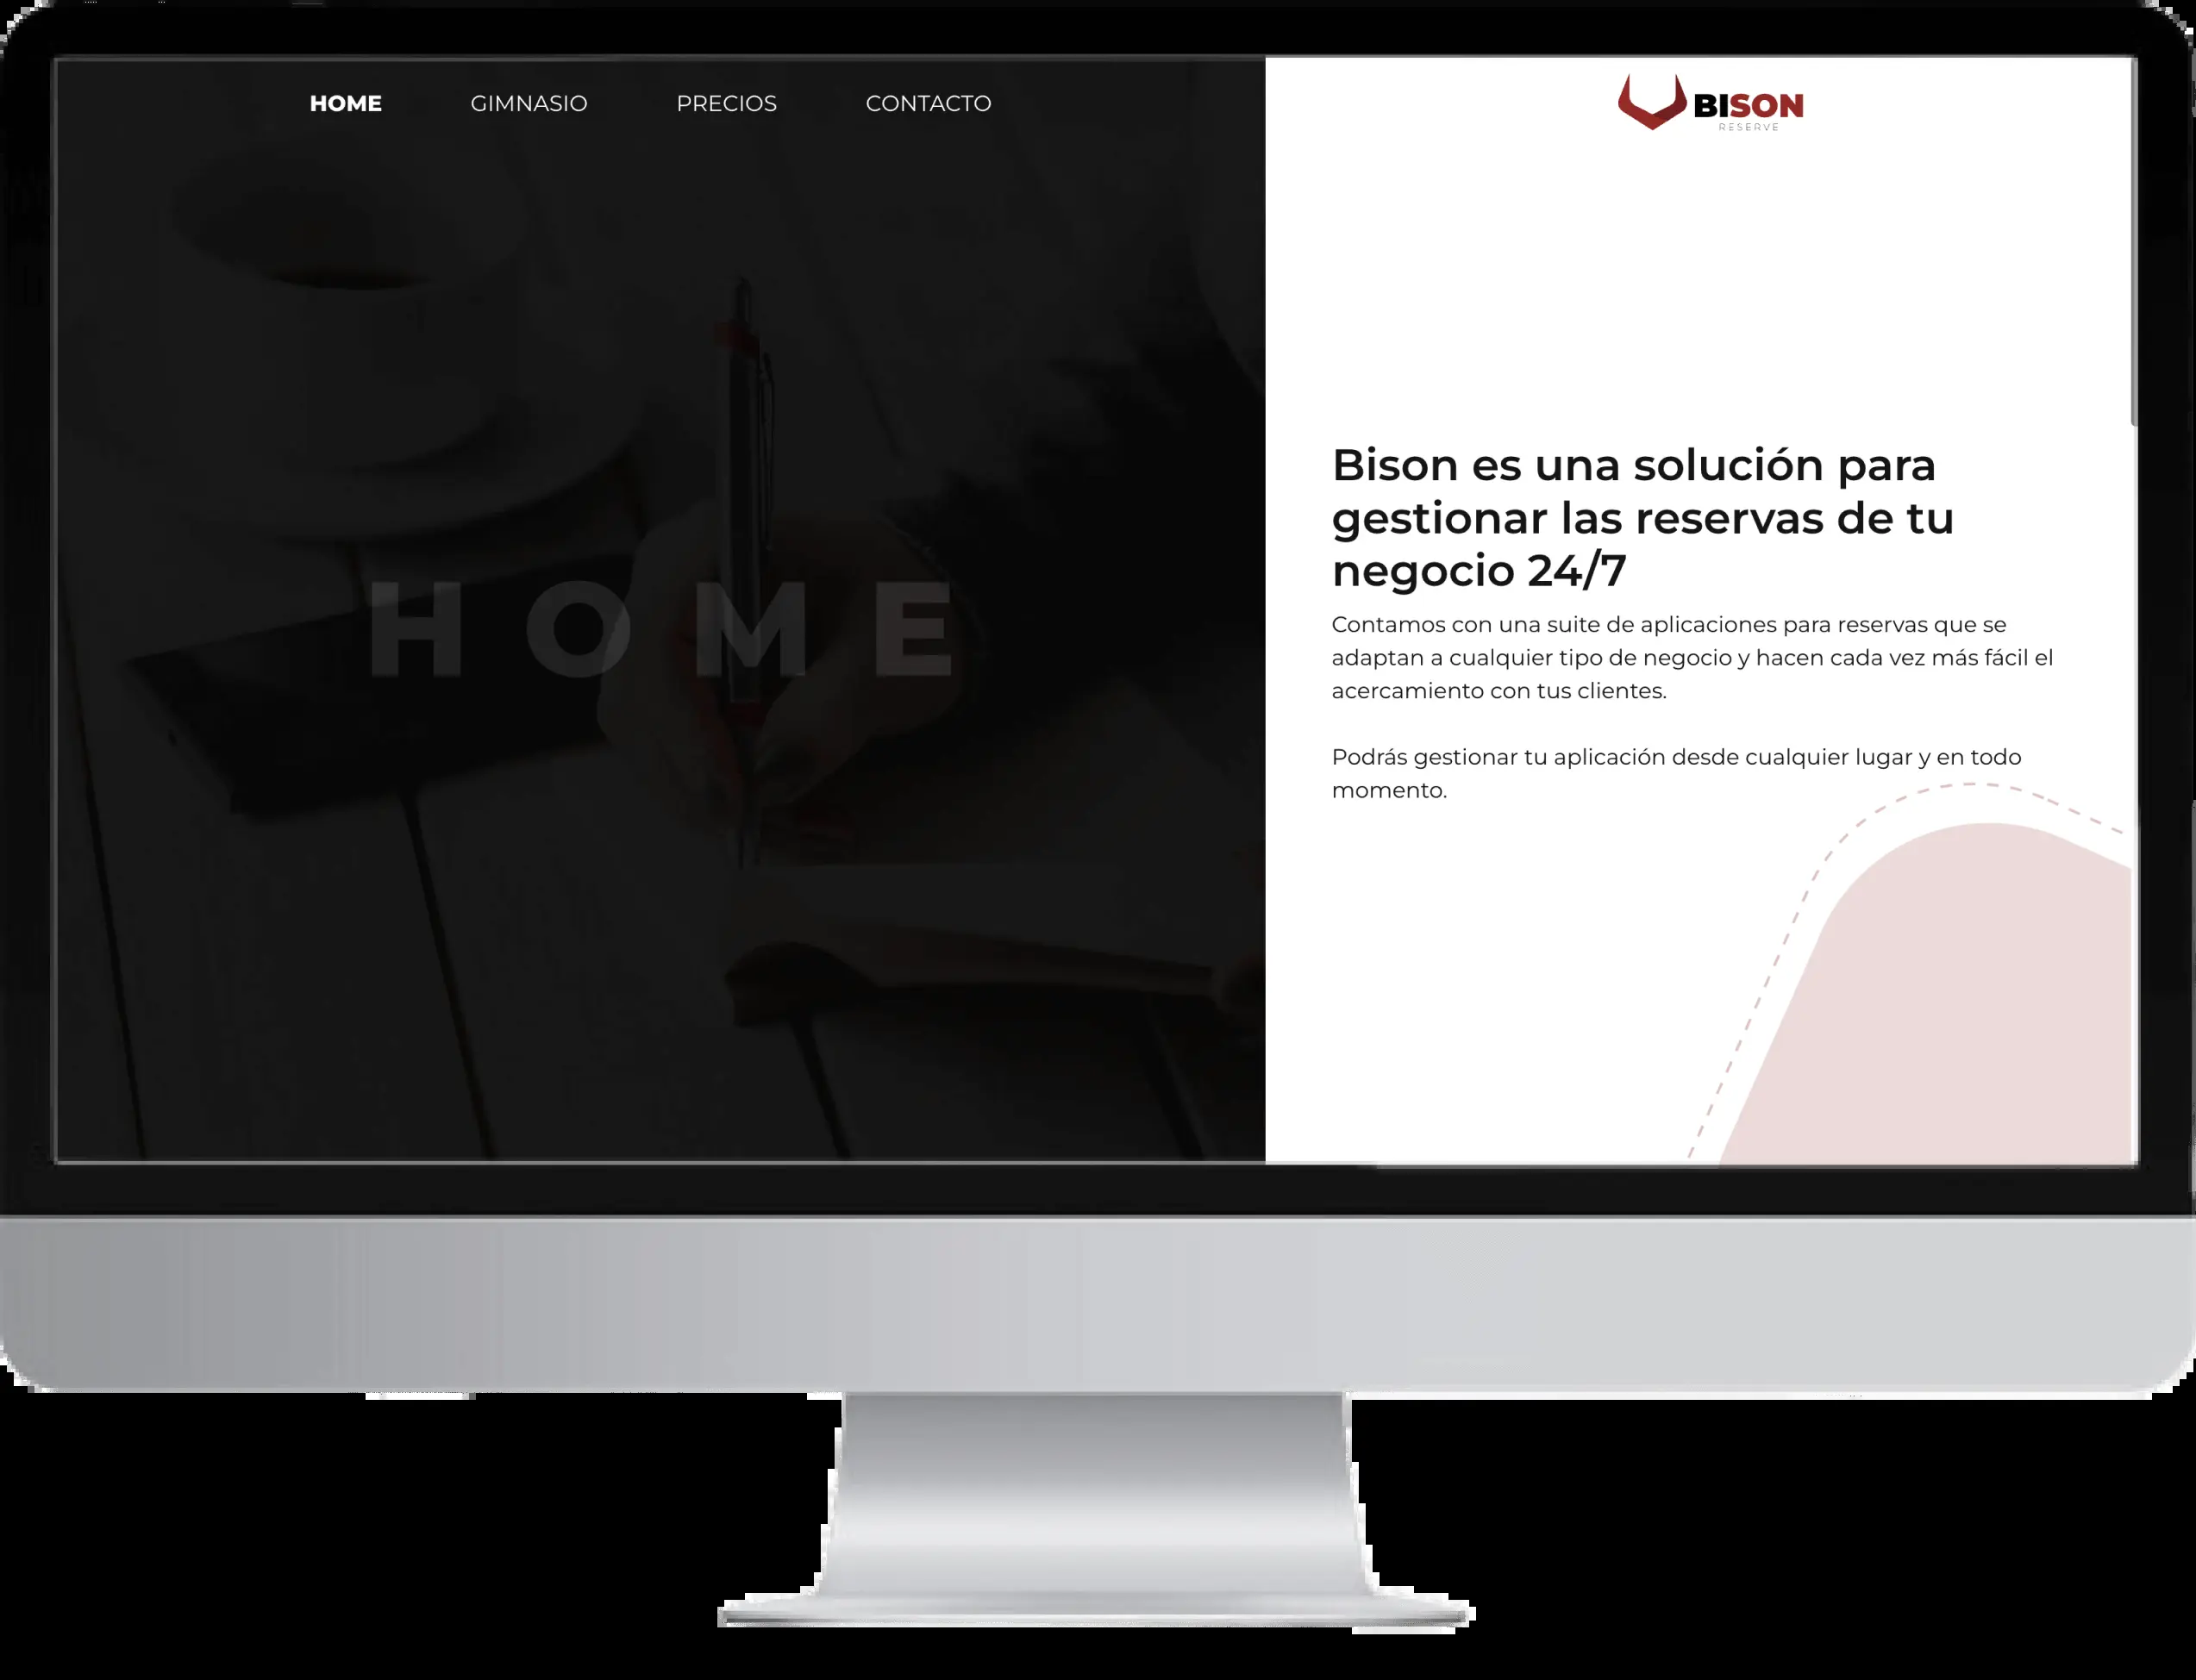 HOME GIMNASIO PRECIOS CONTACTO
BISON
RESERVE
HOME
Bison es una solución para
gestionar las reservas de tu
negocio 24/7
Contamos con una suite de aplicaciones para reservas que se
adaptan a cualquier tipo de negocio y hacen cada vez más fácil el
acercamiento con tus clientes.
Podrás gestionar tu aplicación desde cualquier lugar y en todo
momento.